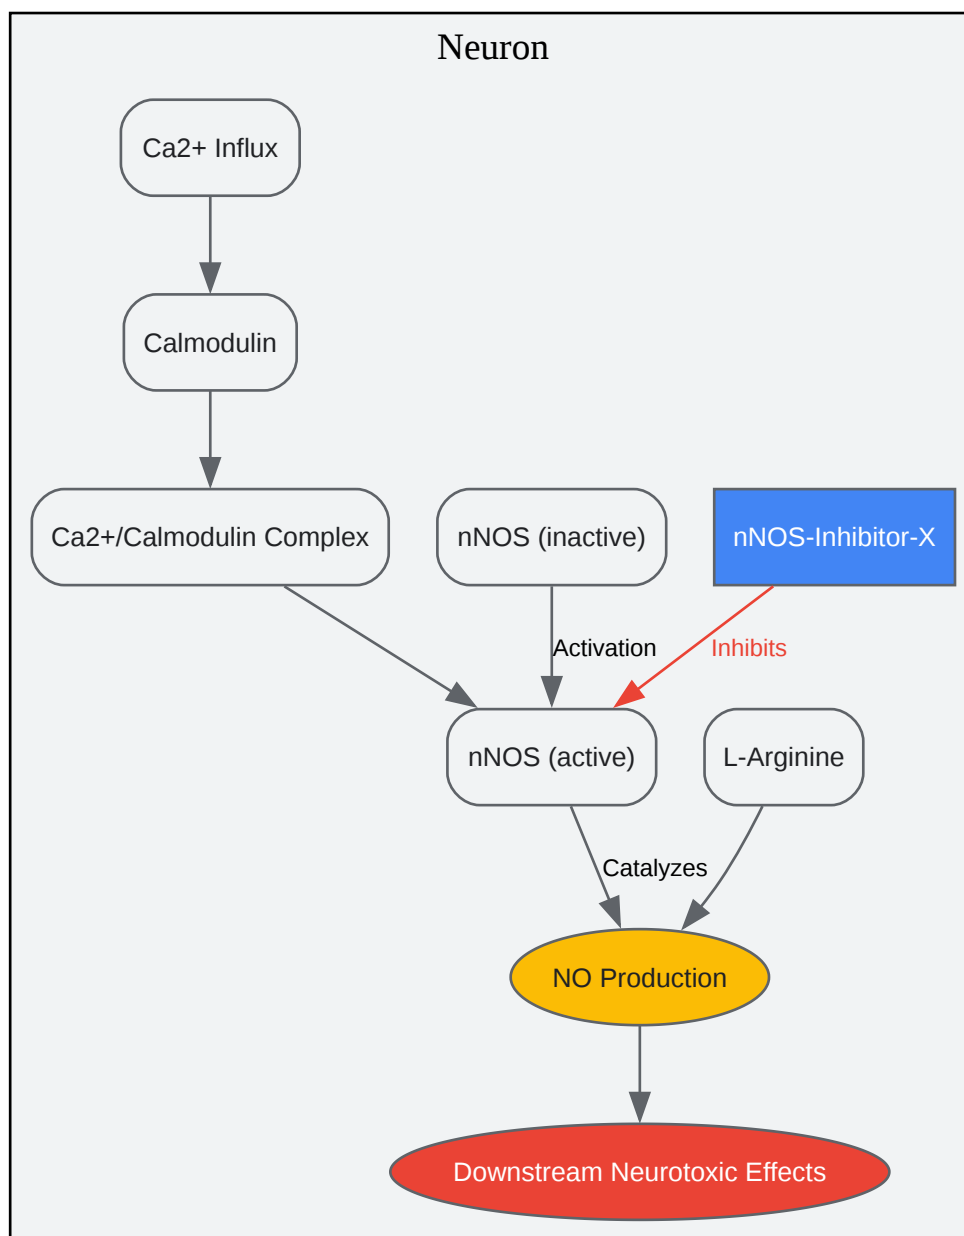 Neuron
Ca2+ Influx
Calmodulin
Ca2+/Calmodulin Complex
nNOS (inactive)
nNOS-Inhibitor-X
Activation
Inhibits
nNOS (active)
L-Arginine
Catalyzes
NO Production
Downstream Neurotoxic Effects